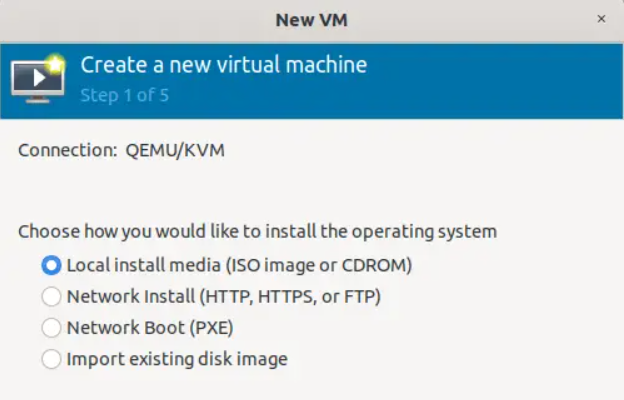 New VM
Create a new virtual machine
Step 1 of 5
Connection: QEMU/KVM
Choose how you would like to install the operating system
Local install media (ISO image or CDROM)
Network Install (HTTP, HTTPS, or FTP)
Network Boot (PXE)
Import existing disk image